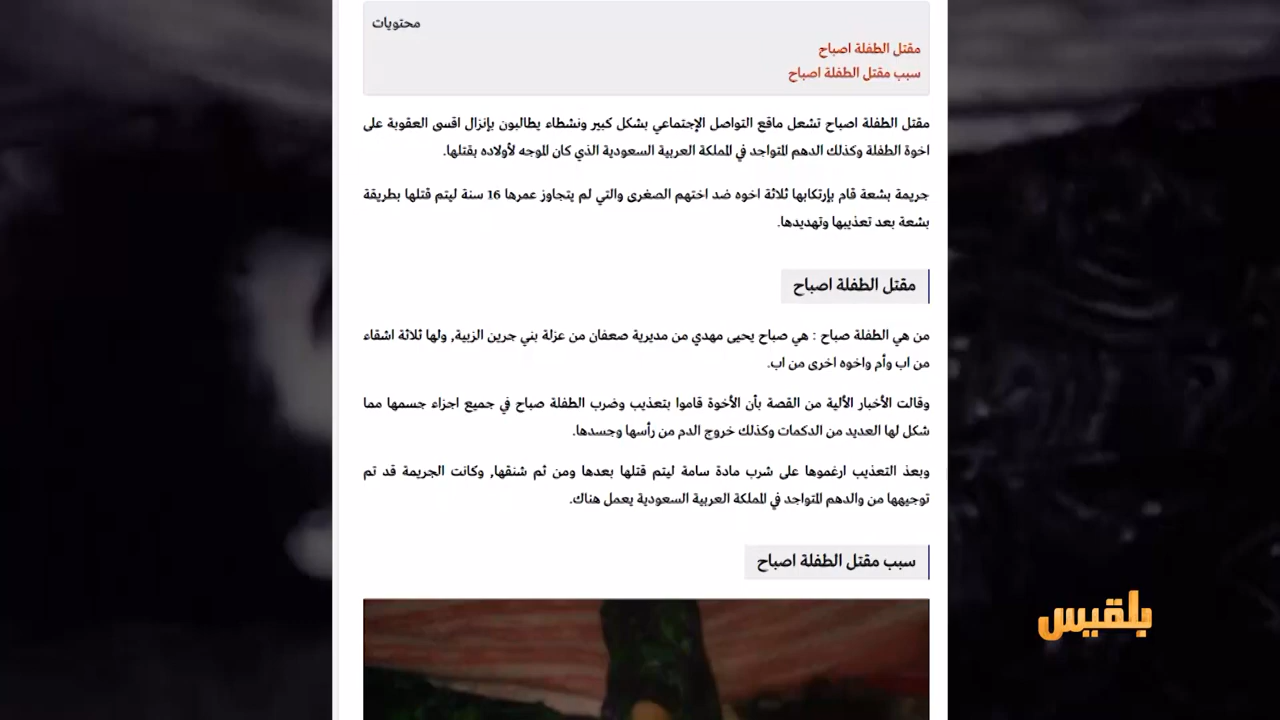 محتويات
مقتل الطفلة اصباح
سبب مقتل الطفلة اصباح
مقتل الطفلة اصباح تشعل ماقع التواصل الإجتماعي بشكل كبير ونشطاء يطالبون بإنزال اقسى العقوبة على
اخوة الطفلة وكذلك الدهم المتواجد في المملكة العربية السعودية الذي كان الموجه لأولاده بقتلها.
جريمة بشعة قام بإرتكابها ثلاثة اخوه ضد اختهم الصغرى والتي لم يتجاوز عمرها 16 سنة ليتم قتلها بطريقة
بشعة بعد تعذيبها وتهديدها.
مقتل الطفلة اصباح
من هي الطفلة صباح : هي صباح يحيى مهدي من مديرية صعفان من عزلة بني جرين الزبية, ولها ثلاثة اشقاء
من اب وأم واخوه اخرى من اب.
وقالت الأخبار الألية من القصة بأن الأخوة قاموا بتعذيب وضرب الطفلة صباح في جميع اجزاء جسمها مما
شكل لها العديد من الدكمات وكذلك خروج الدم من رأسها وجسدها.
وبعذ التعذيب ارغموها على شرب مادة سامة ليتم قتلها بعدها ومن ثم شنقها, وكانت الجريمة قد تم
توجيهها من والدهم المتواجد في المملكة العربية السعودية يعمل هناك.
سبب مقتل الطفلة اصباح
بلقيس